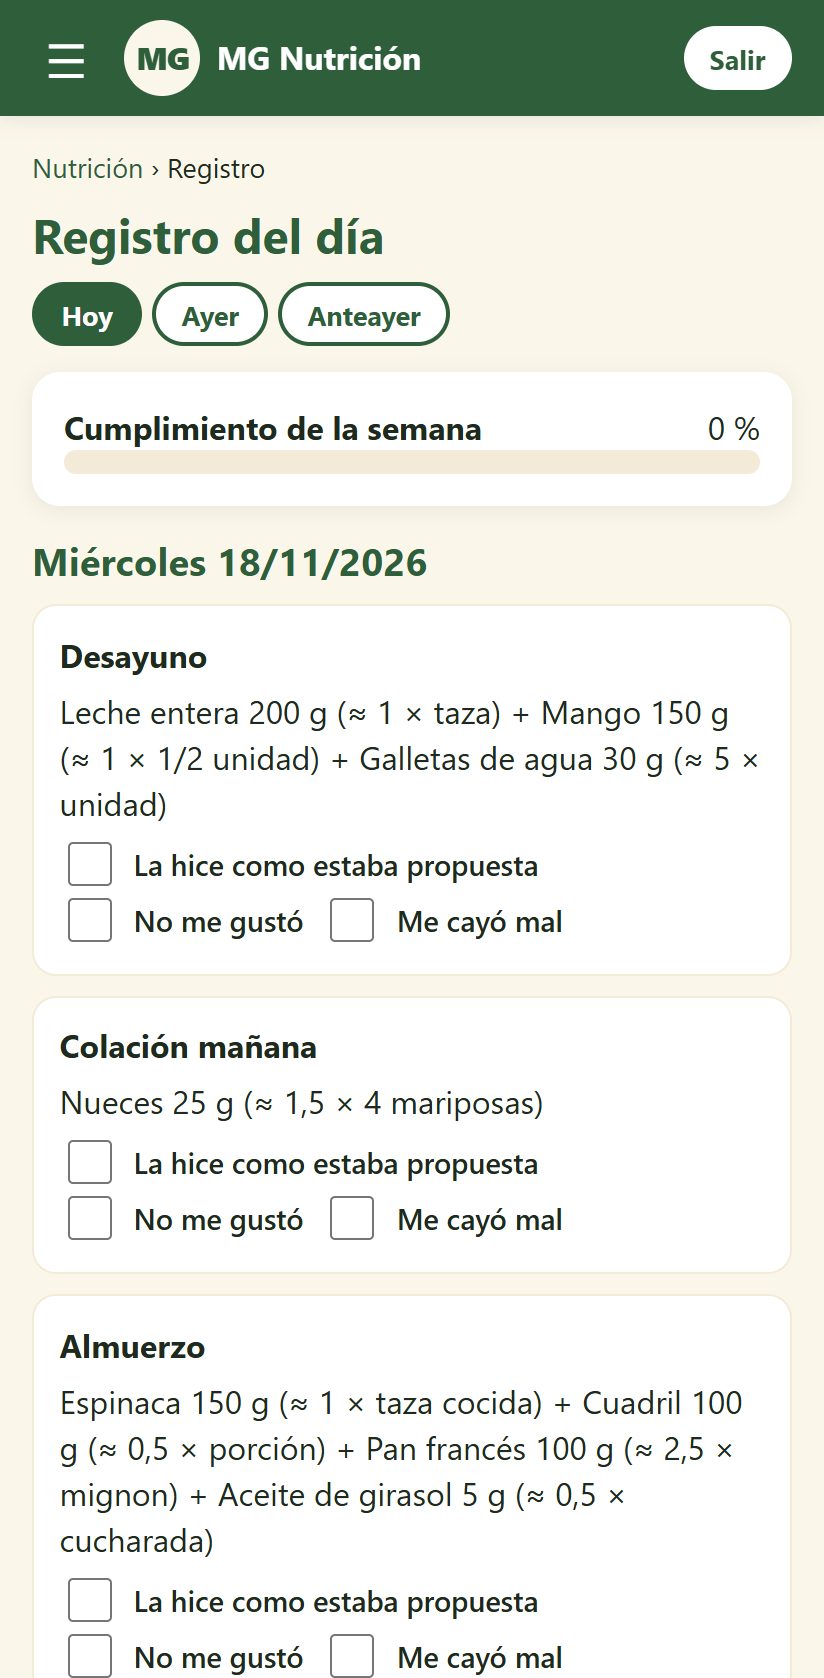 MG MG Nutrición Salir
Nutrición › Registro
Registro del día
Hoy Ayer Anteayer
Cumplimiento de la semana 0 %
Miércoles 18/11/2026
Desayuno
Leche entera 200 g (≈ 1 × taza) + Mango 150 g
(≈ 1 × 1/2 unidad) + Galletas de agua 30 g (≈ 5 ×
unidad)
La hice como estaba propuesta
No me gustó Me cayó mal
Colación mañana
Nueces 25 g (≈ 1,5 × 4 mariposas)
La hice como estaba propuesta
No me gustó Me cayó mal
Almuerzo
Espinaca 150 g (≈ 1 × taza cocida) + Cuadril 100
g (≈ 0,5 × porción) + Pan francés 100 g (≈ 2,5 ×
mignon) + Aceite de girasol 5 g (≈ 0,5 ×
cucharada)
La hice como estaba propuesta
No me gustó Me cayó mal